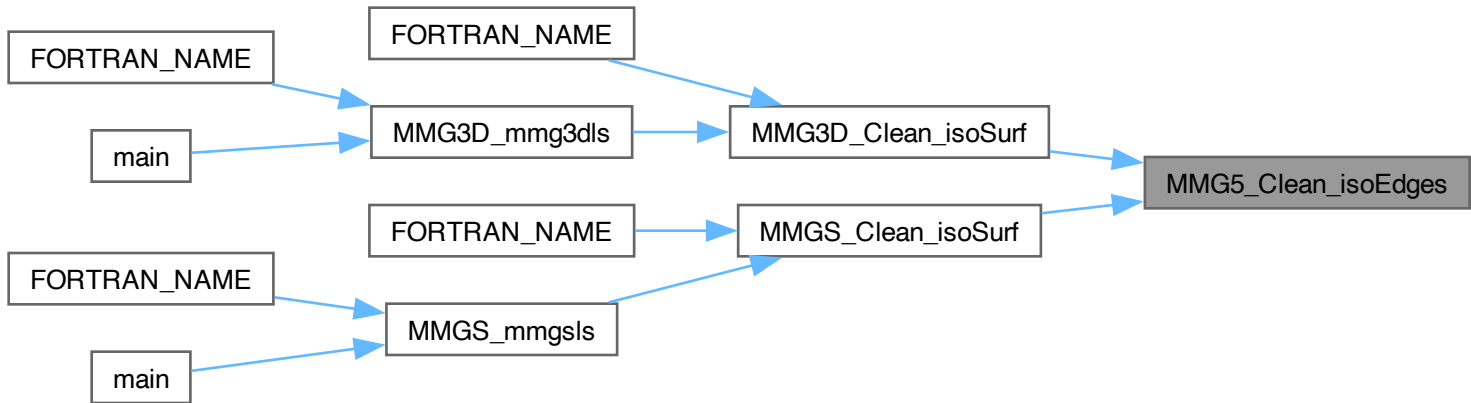 FORTRAN_NAME
FORTRAN_NAME
MMG3D_mmg3dls
MMG3D_Clean_isoSurf
main
MMG5_Clean_isoEdges
FORTRAN_NAME
MMGS_Clean_isoSurf
FORTRAN_NAME
MMGS_mmgsls
main